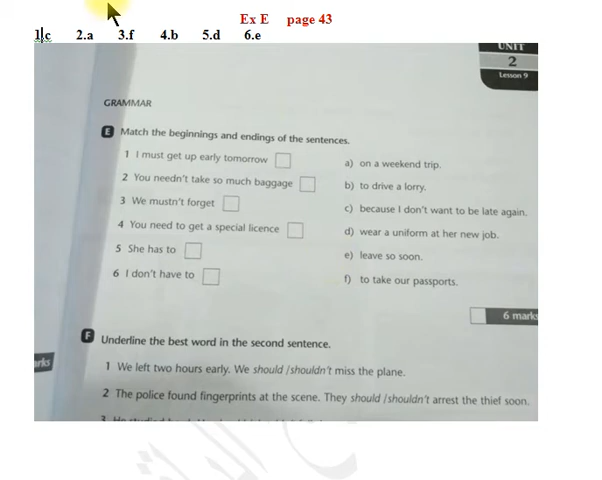 Ex E page 43
1.c 2.a 3.f 4.b 5.d 6.e
UNIT
2
Lesson 9
GRAMMAR
E Match the beginnings and endings of the sentences.
1 I must get up early tomorrow
2 You needn't take so much baggage
3 We mustn't forget
4 You need to get a special licence
5 She has to
6 I don't have to
a) on a weekend trip.
b) to drive a lorry.
c) because I don't want to be late again.
d) wear a uniform at her new job.
e) leave so soon.
f) to take our passports.
6 marks
F Underline the best word in the second sentence.
arks
1 We left two hours early. We should /shouldn't miss the plane.
2 The police found fingerprints at the scene. They should /shouldn't arrest the thief soon.